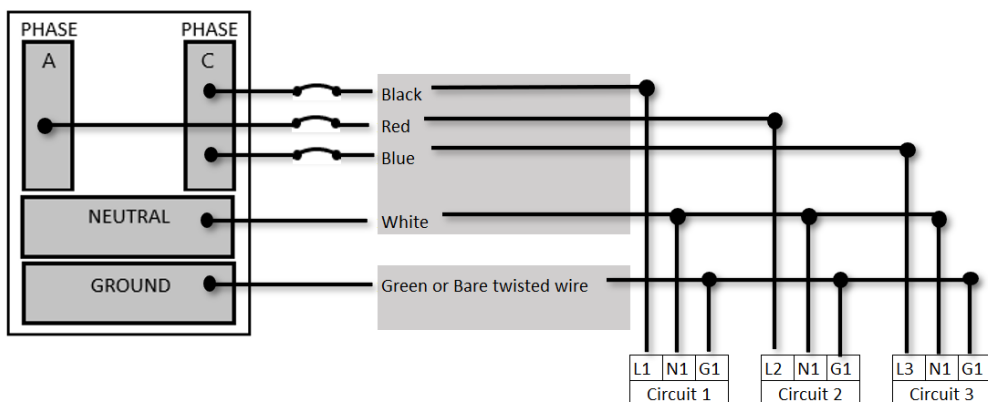 PHASE PHASE
A C
Black
Red
Blue
NEUTRAL
White
GROUND
Green or Bare twisted wire
L1 N1 G1 L2 N1 G1 L3 N1 G1
Circuit 1 Circuit 2 Circuit 3